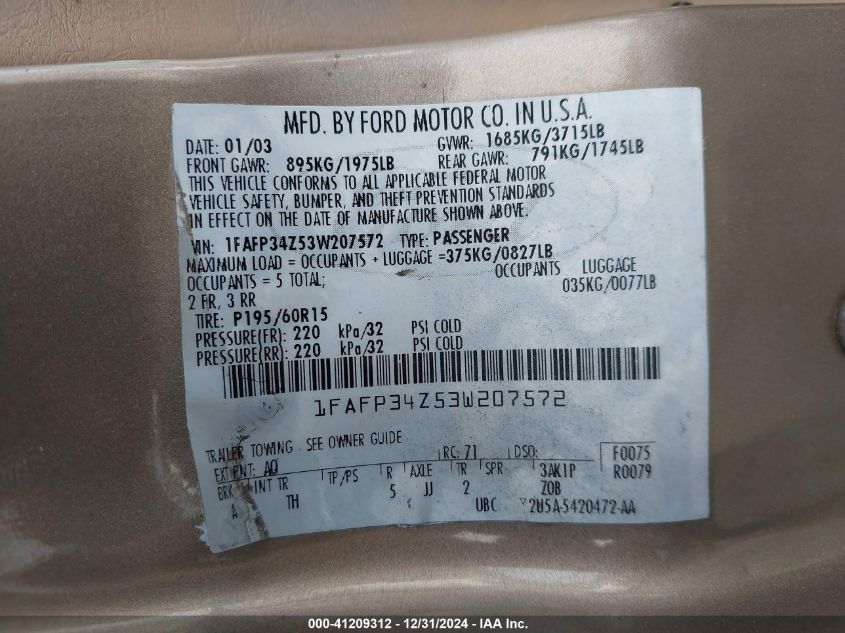 MFD. BY FORD MOTOR CO. IN U.S.A.
DATE: 01/03 GVWR: 1685KG/3715LB
FRONT GAWR: 895KG/1975LB REAR GAWR: 791KG/1745LB
THIS VEHICLE CONFORMS TO ALL APPLICABLE FEDERAL MOTOR
VEHICLE SAFETY, BUMPER, AND THEFT PREVENTION STANDARDS
IN EFFECT ON THE DATE OF MANUFACTURE SHOWN ABOVE.
VIN: 1FAFP34Z53W207572 TYPE: PASSENGER
MAXIMUM LOAD = OCCUPANTS + LUGGAGE =375KG/0827LB
OCCUPANTS = 5 TOTAL; OCCUPANTS LUGGAGE
2 FR, 3 RR 035KG/0077LB
TIRE: P195/60R15
PRESSURE(FR): 220 kPa/32 PSI COLD
PRESSURE(RR): 220 kPa/32 PSI COLD
1FAFP34Z53W207572
TRAILER TOWING - SEE OWNER GUIDE
EXT PNT: AQ RC: 71 DSO: F0075
BRK INT TR TP/PS R AXLE TR SPR 3AK1P R0079
A TH 5 JJ 2 Z0B
UBC 2U5A-5420472-AA
000-41209312 - 12/31/2024 - IAA Inc.